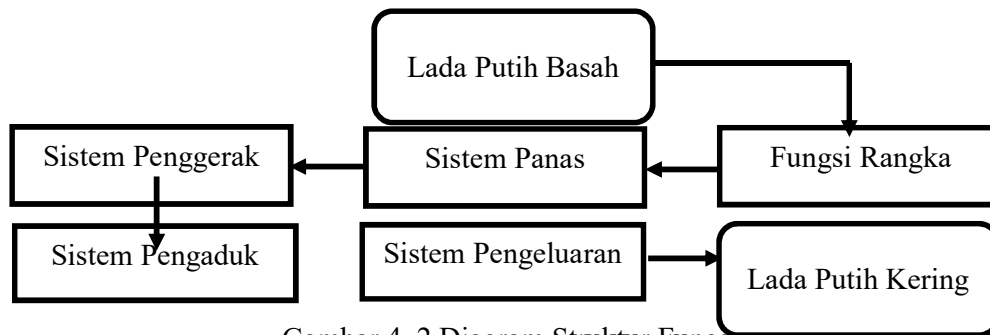 Lada Putih Basah
Sistem Penggerak
Sistem Panas
Fungsi Rangka
Sistem Pengaduk
Sistem Pengeluaran
Lada Putih Kering
Gambar 4. 2 Diagram Struktur